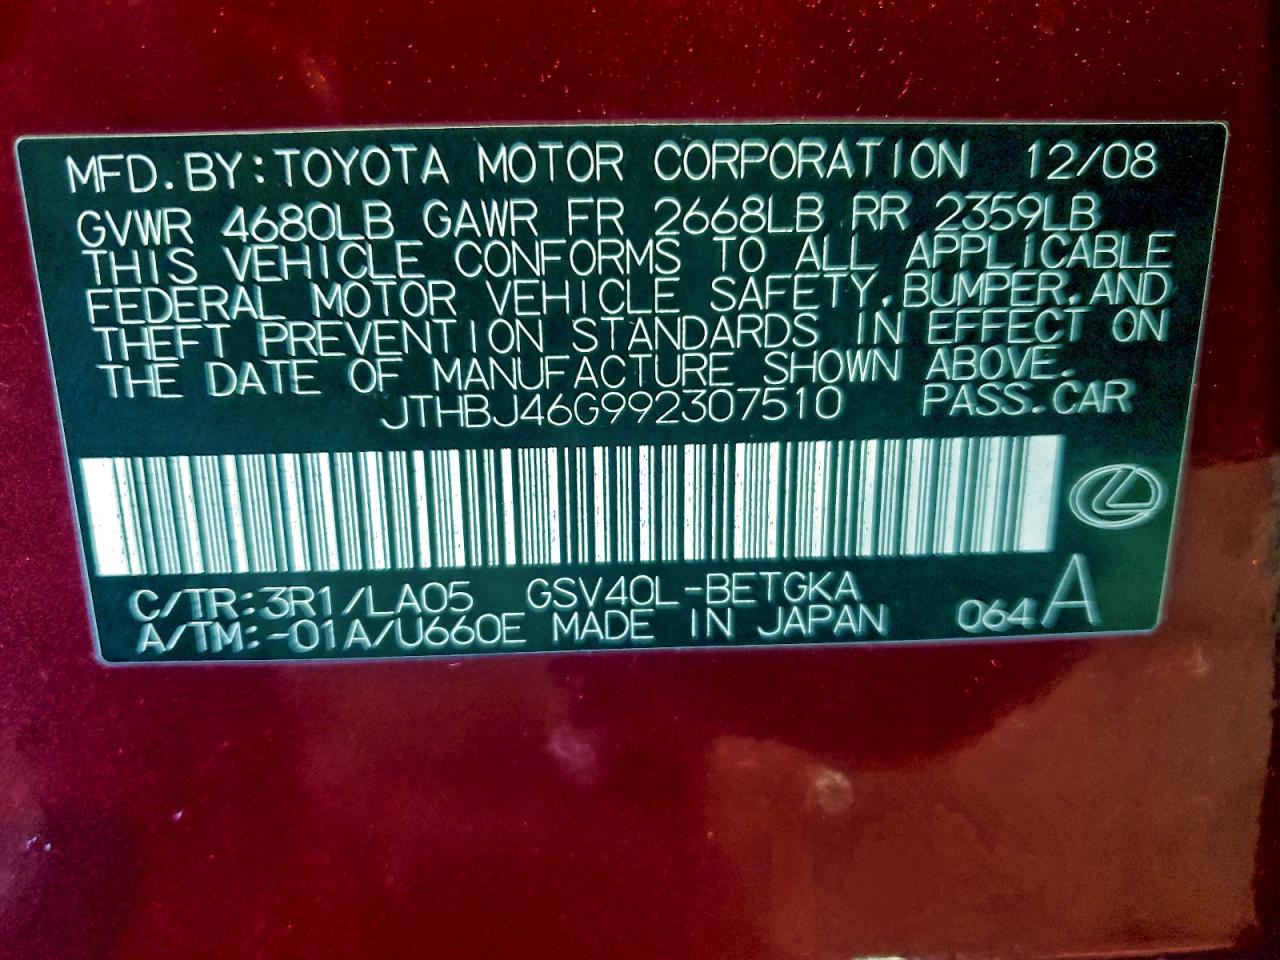 MFD. BY: TOYOTA MOTOR CORPORATION 12/08
GVWR 4680LB GAWR FR 2668LB RR 2359LB
THIS VEHICLE CONFORMS TO ALL APPLICABLE
FEDERAL MOTOR VEHICLE SAFETY, BUMPER, AND
THEFT PREVENTION STANDARDS IN EFFECT ON
THE DATE OF MANUFACTURE SHOWN ABOVE.
JTHBJ46G992307510 PASS. CAR
C/TR: 3R1/LA05 GSV40L-BETGKA
A/TM: -01A/U660E MADE IN JAPAN 064 A